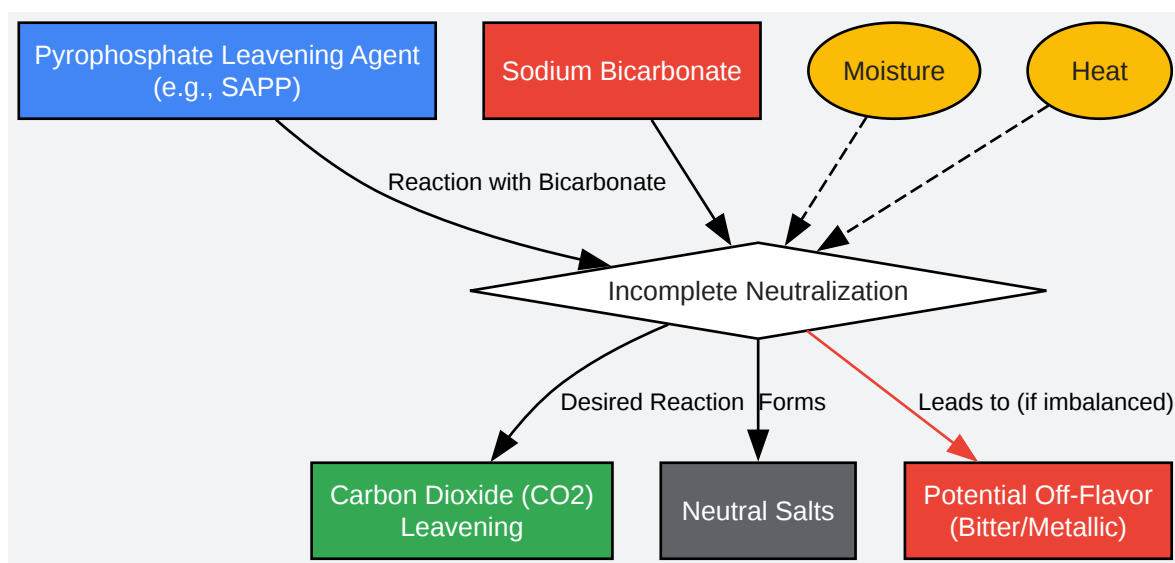 Pyrophosphate Leavening Agent
(e.g., SAPP)
Sodium Bicarbonate
Moisture
Heat
Reaction with Bicarbonate
Incomplete Neutralization
Desired Reaction
Forms
Leads to (if imbalanced)
Carbon Dioxide (CO2)
Leavening
Neutral Salts
Potential Off-Flavor
(Bitter/Metallic)